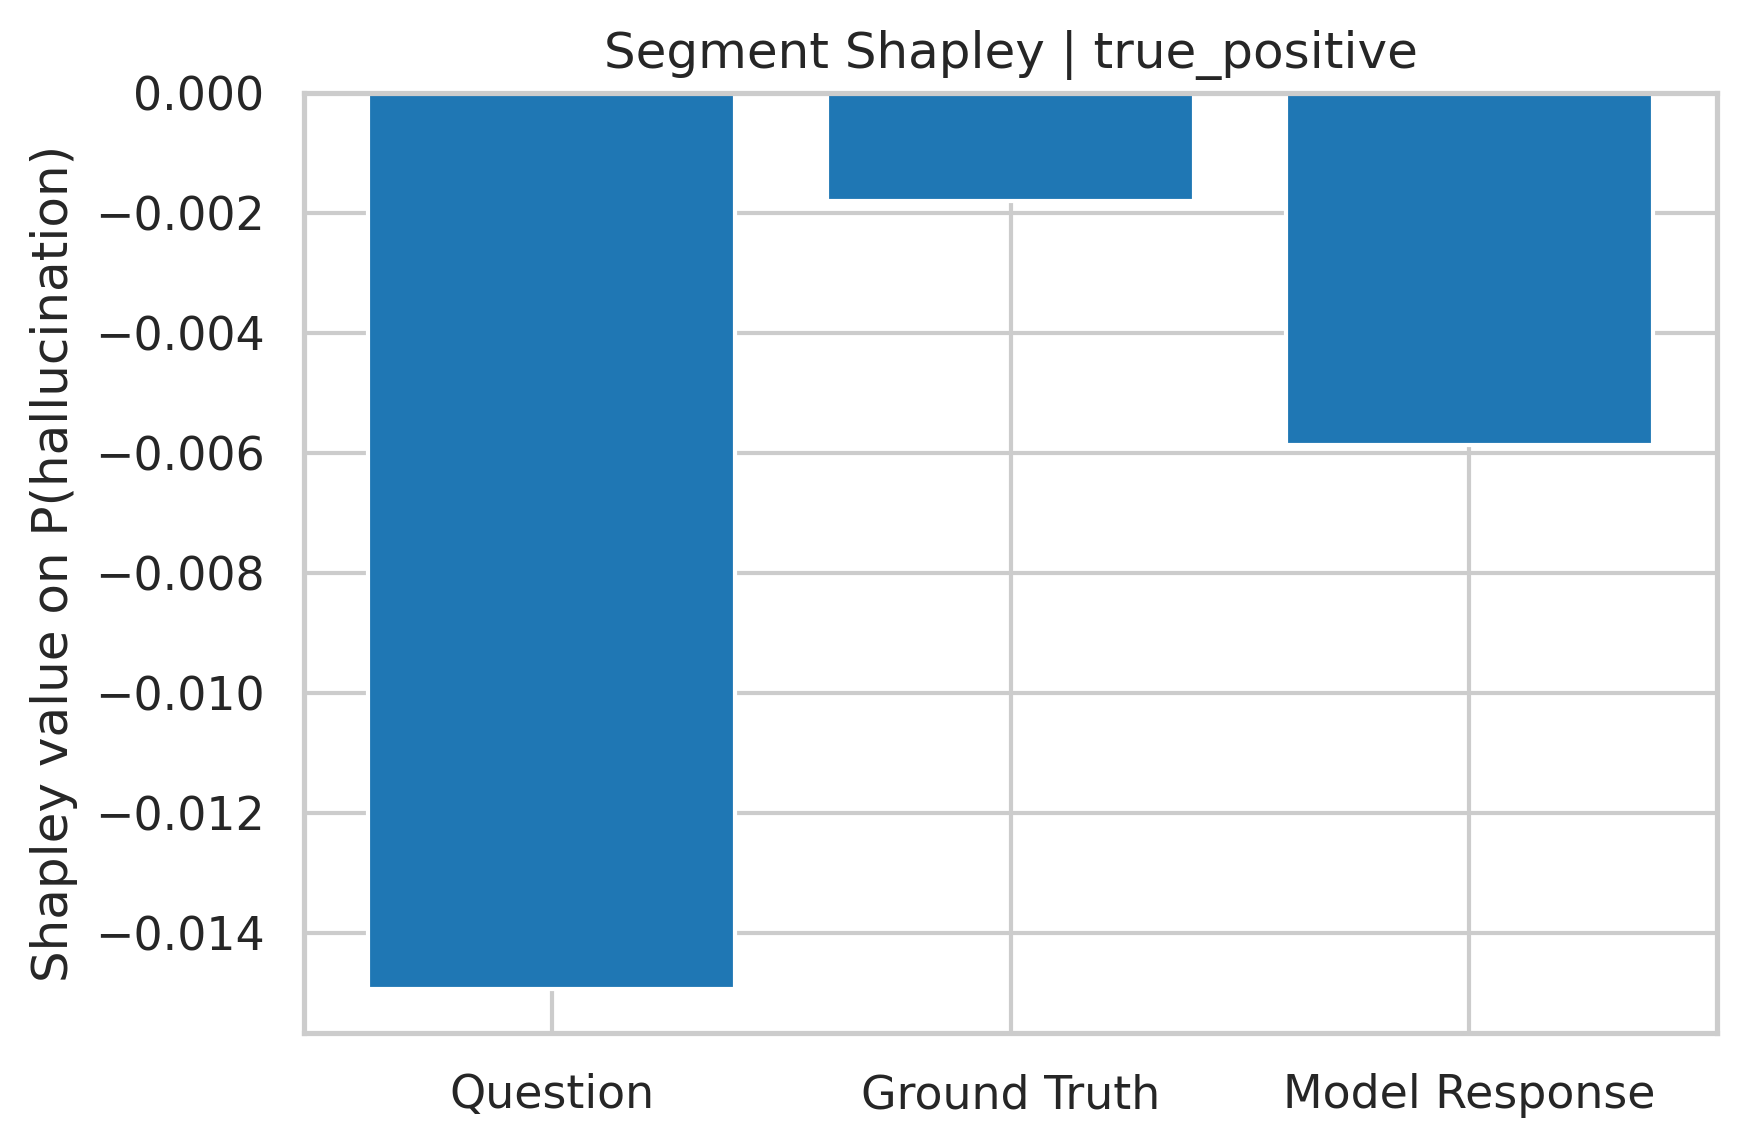 Segment Shapley | true_positive
Shapley value on P(hallucination)
0.000
−0.002
−0.004
−0.006
−0.008
−0.010
−0.012
−0.014
Question
Ground Truth
Model Response